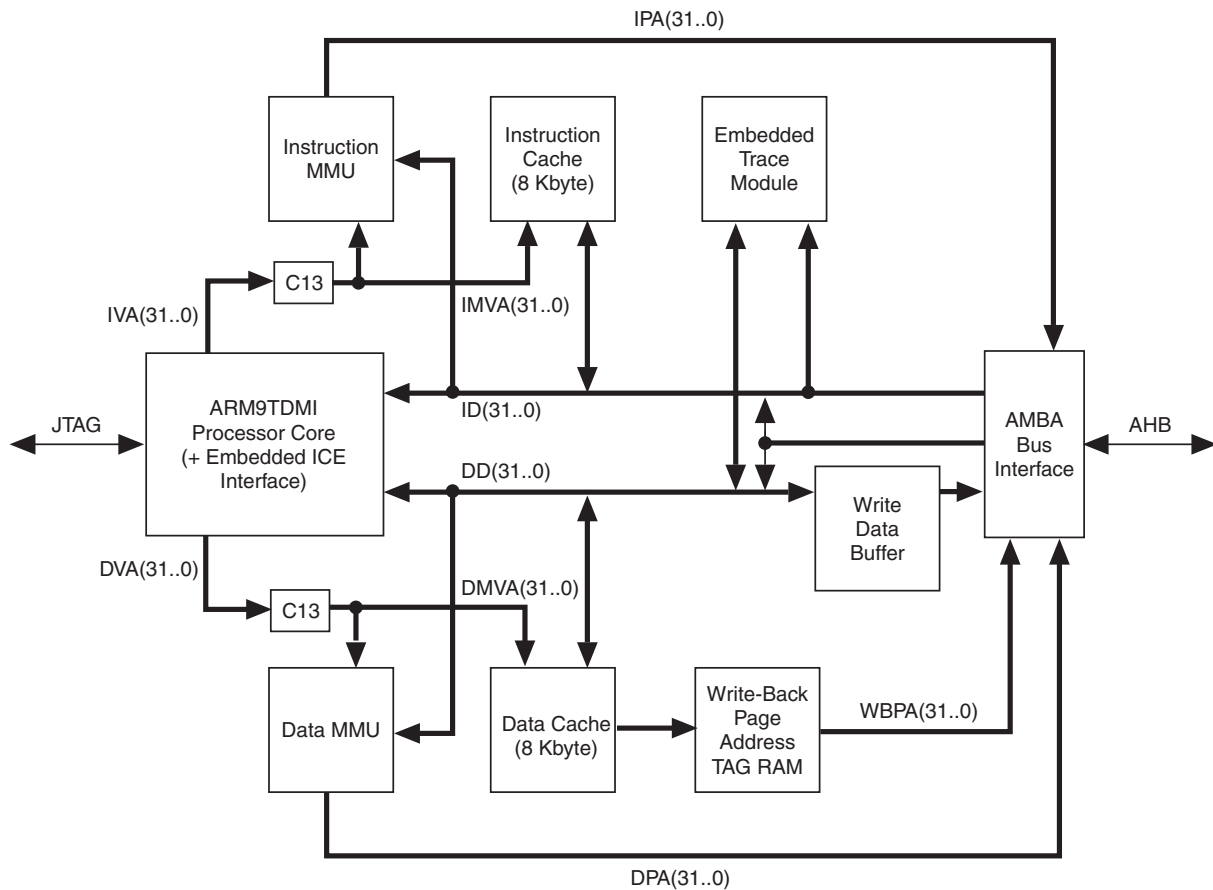 IPA(31..0)
Instruction
MMU
Instruction
Cache
(8 Kbyte)
Embedded
Trace
Module
C13
IVA(31..0)
IMVA(31..0)
ARM9TDMI
Processor Core
(+ Embedded ICE
Interface)
JTAG
ID(31..0)
DD(31..0)
AMBA
Bus
Interface
AHB
Write
Data
Buffer
DVA(31..0)
C13
DMVA(31..0)
Data MMU
Data Cache
(8 Kbyte)
Write-Back
Page
Address
TAG RAM
WBPA(31..0)
DPA(31..0)